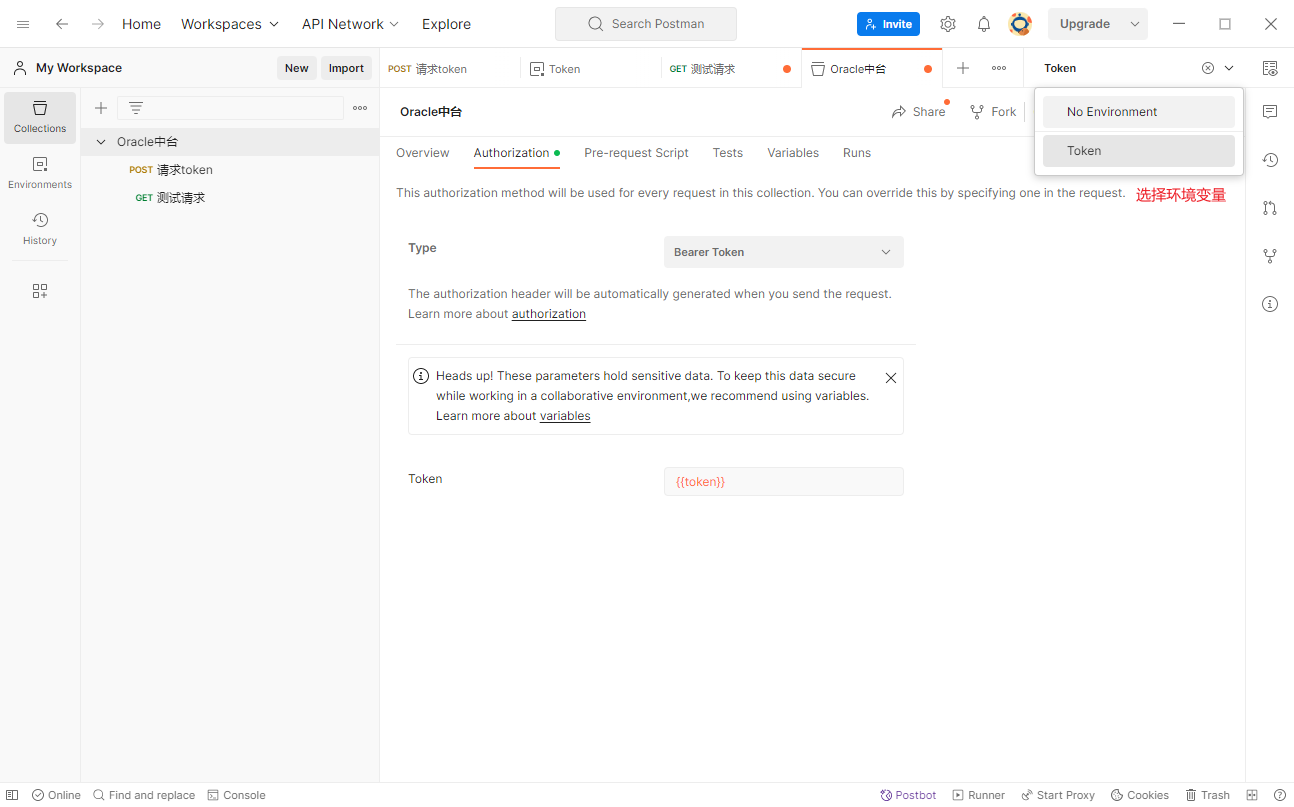 Home Workspaces API Network Explore Search Postman Invite Upgrade
My Workspace New Import POST 请求token Token GET 测试请求 Oracle中台 Token
Collections
Environments
History
Oracle中台
POST 请求token
GET 测试请求
Oracle中台 Share Fork
No Environment
Token
Overview Authorization Pre-request Script Tests Variables Runs
This authorization method will be used for every request in this collection. You can override this by specifying one in the request. 选择环境变量
Type Bearer Token
The authorization header will be automatically generated when you send the request.
Learn more about authorization
Heads up! These parameters hold sensitive data. To keep this data secure
while working in a collaborative environment,we recommend using variables.
Learn more about variables
Token {{token}}
Online Find and replace Console Postbot Runner Start Proxy Cookies Trash